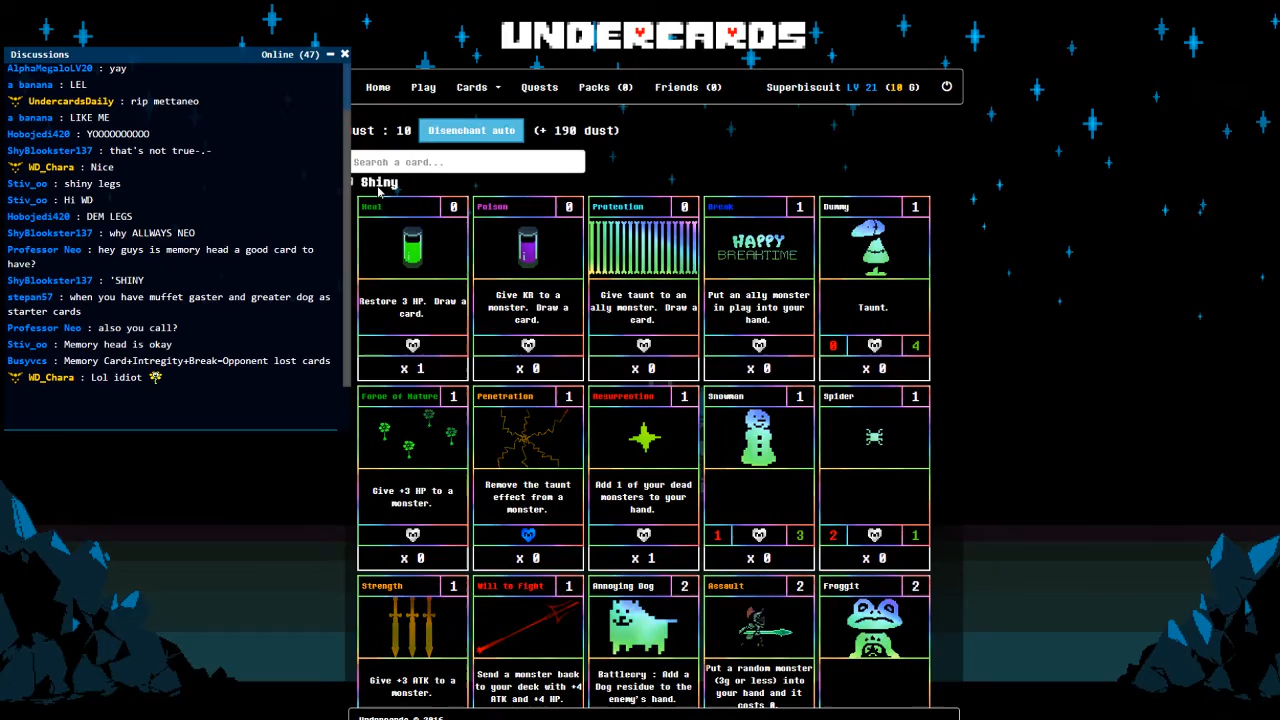 UNDERCARDS
Discussions Online (47)
AlphaMegaloLV20 : yay
a banana : LEL
UndercardsDaily : rip mettaneo
a banana : LIKE ME
Hobojedi420 : YOOOOOOOOOO
ShyBlookster137 : that's not true-.-
WD_Chara : Nice
Stiv_oo : shiny legs
Stiv_oo : Hi WD
Hobojedi420 : DEM LEGS
ShyBlookster137 : why ALLWAYS NEO
Professor Neo : hey guys is memory head a good card to
have?
ShyBlookster137 : 'SHINY
stepan57 : when you have muffet gaster and greater dog as
starter cards
Professor Neo : also you call?
Stiv_oo : Memory head is okay
Busyvcs : Memory Card+Intregity+Break=Opponent lost cards
WD_Chara : Lol idiot
Home Play Cards Quests Packs (0) Friends (0) Superbiscuit LV 21 (10 G)
ust : 10 Disenchant auto (+ 190 dust)
Search a card...
Shiny
Heal 0 Poison 0 Protection 0 Break 1 Dummy 1
HAPPY
BREAKTIME
Restore 3 HP. Draw a
card.
Give KR to a
monster. Draw a
card.
Give taunt to an
ally monster. Draw a
card.
Put an ally monster
in play into your
hand.
Taunt.
0 4
x 1 x 0 x 0 x 0 x 0
Force of Nature 1 Penetration 1 Resurrection 1 Snowman 1 Spider 1
Give +3 HP to a
monster.
Remove the taunt
effect from a
monster.
Add 1 of your dead
monsters to your
hand.
1 3 2 1
x 0 x 0 x 1 x 0 x 0
Strength 1 Will to Fight 1 Annoying Dog 2 Assault 2 Froggit 2
Give +3 ATK to a
monster.
Send a monster back
to your deck with +4
ATK and +4 HP.
Battlecry : Add a
Dog residue to the
enemy's hand.
Put a random monster
(3g or less) into
your hand and it
costs 0.
Undercards © 2016